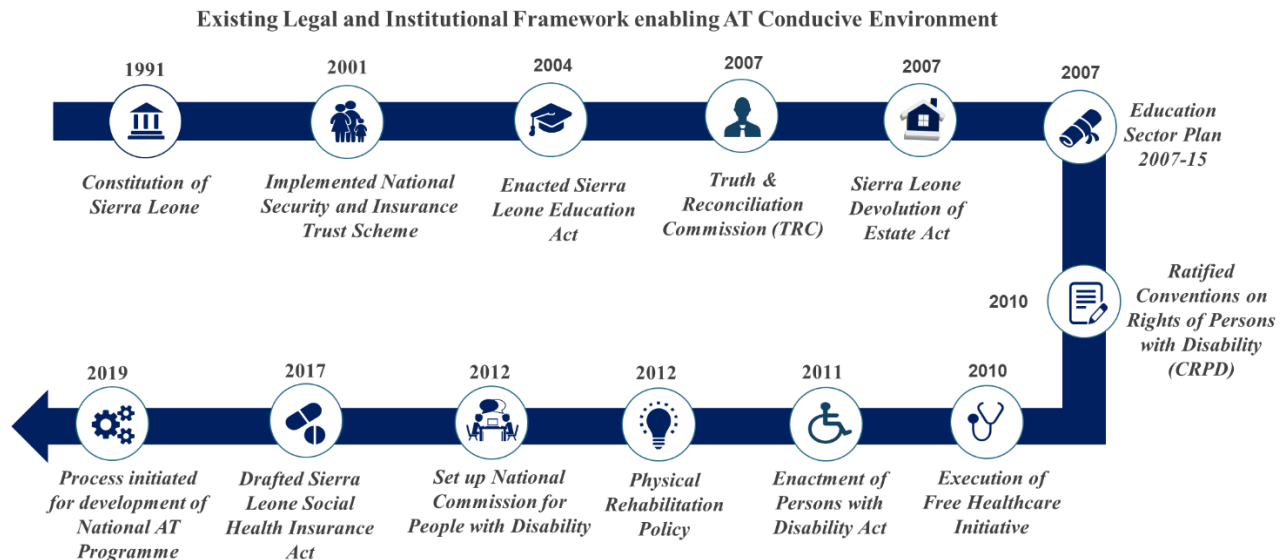 Existing Legal and Institutional Framework enabling AT Conducive Environment
1991
Constitution of
Sierra Leone
2001
Implemented National
Security and Insurance
Trust Scheme
2004
Enacted Sierra
Leone Education
Act
2007
Truth &
Reconciliation
Commission (TRC)
2007
Sierra Leone
Devolution of
Estate Act
2007
Education
Sector Plan
2007-15
2010
Ratified
Conventions on
Rights of Persons
with Disability
(CRPD)
2010
Execution of
Free Healthcare
Initiative
2011
Enactment of
Persons with
Disability Act
2012
Physical
Rehabilitation
Policy
2012
Set up National
Commission for
People with Disability
2017
Drafted Sierra
Leone Social
Health Insurance
Act
2019
Process initiated
for development of
National AT
Programme